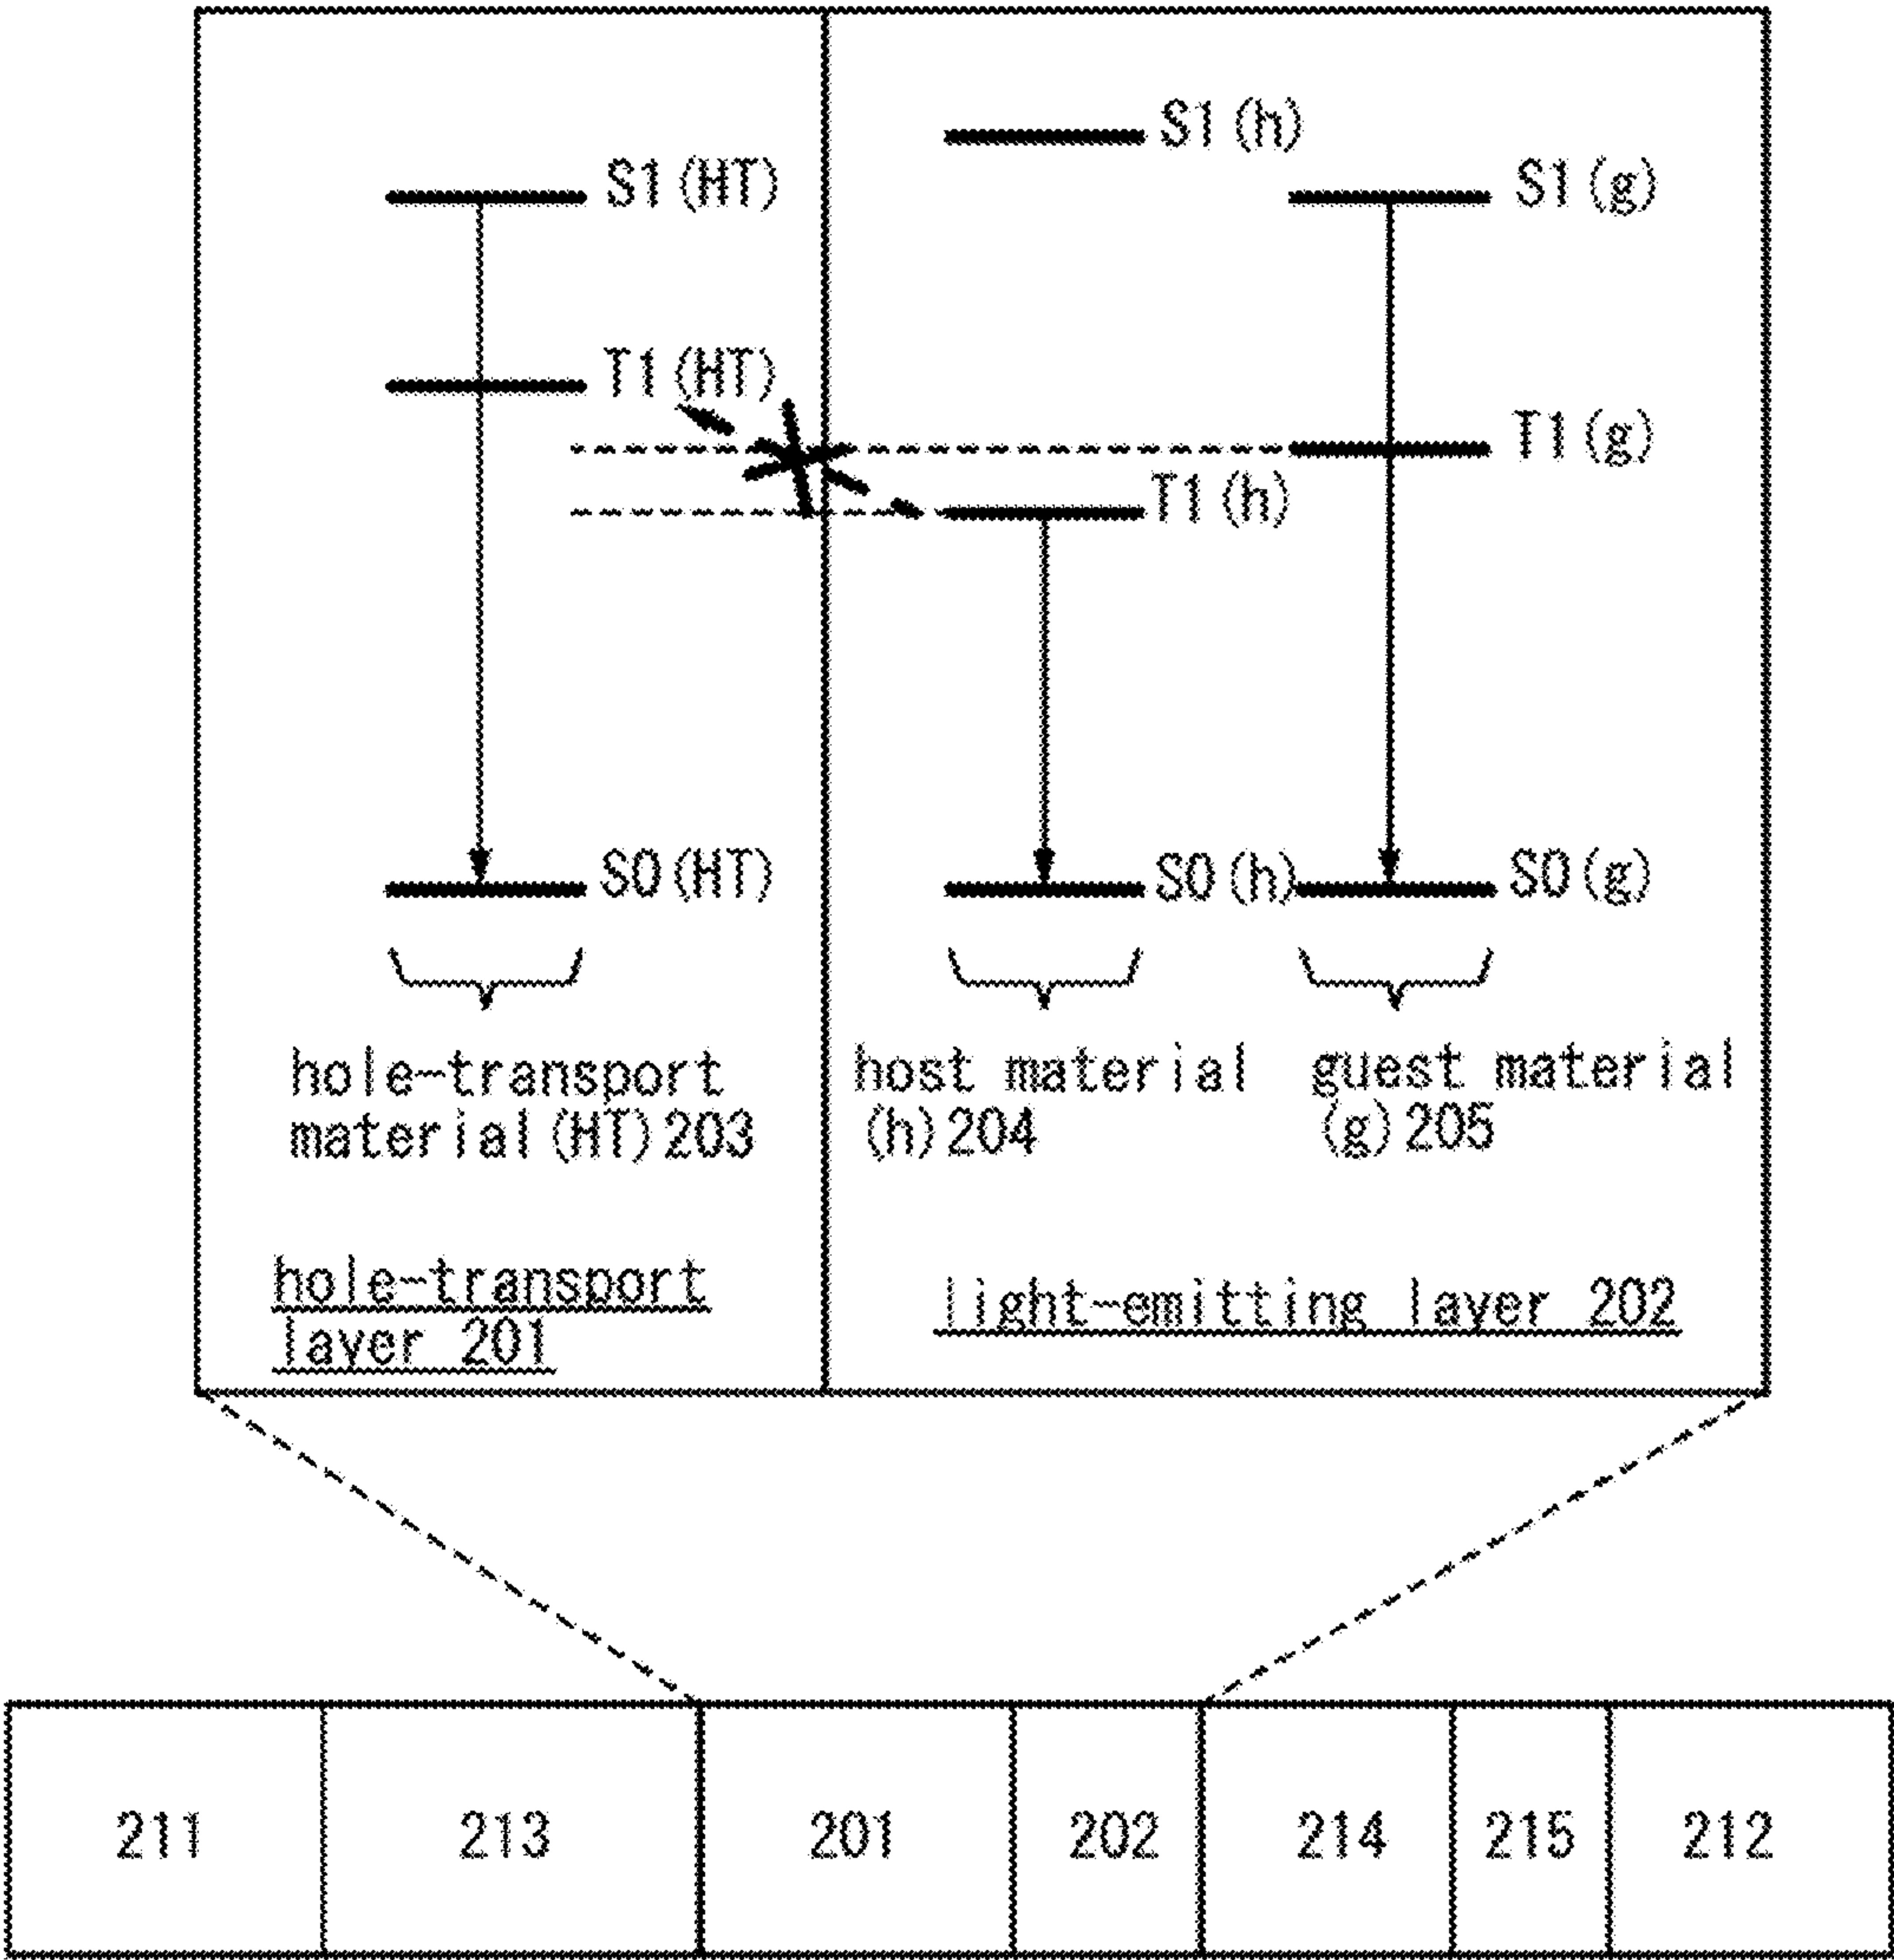 S1(h)
S1(HT)
S1(g)
T1(HT)
T1(g)
T1(h)
S0(HT)
S0(h)
S0(g)
hole-transport
material(HT)203
host material
(h)204
guest material
(g)205
hole-transport
layer 201
light-emitting layer 202
211
213
201
202
214
215
212